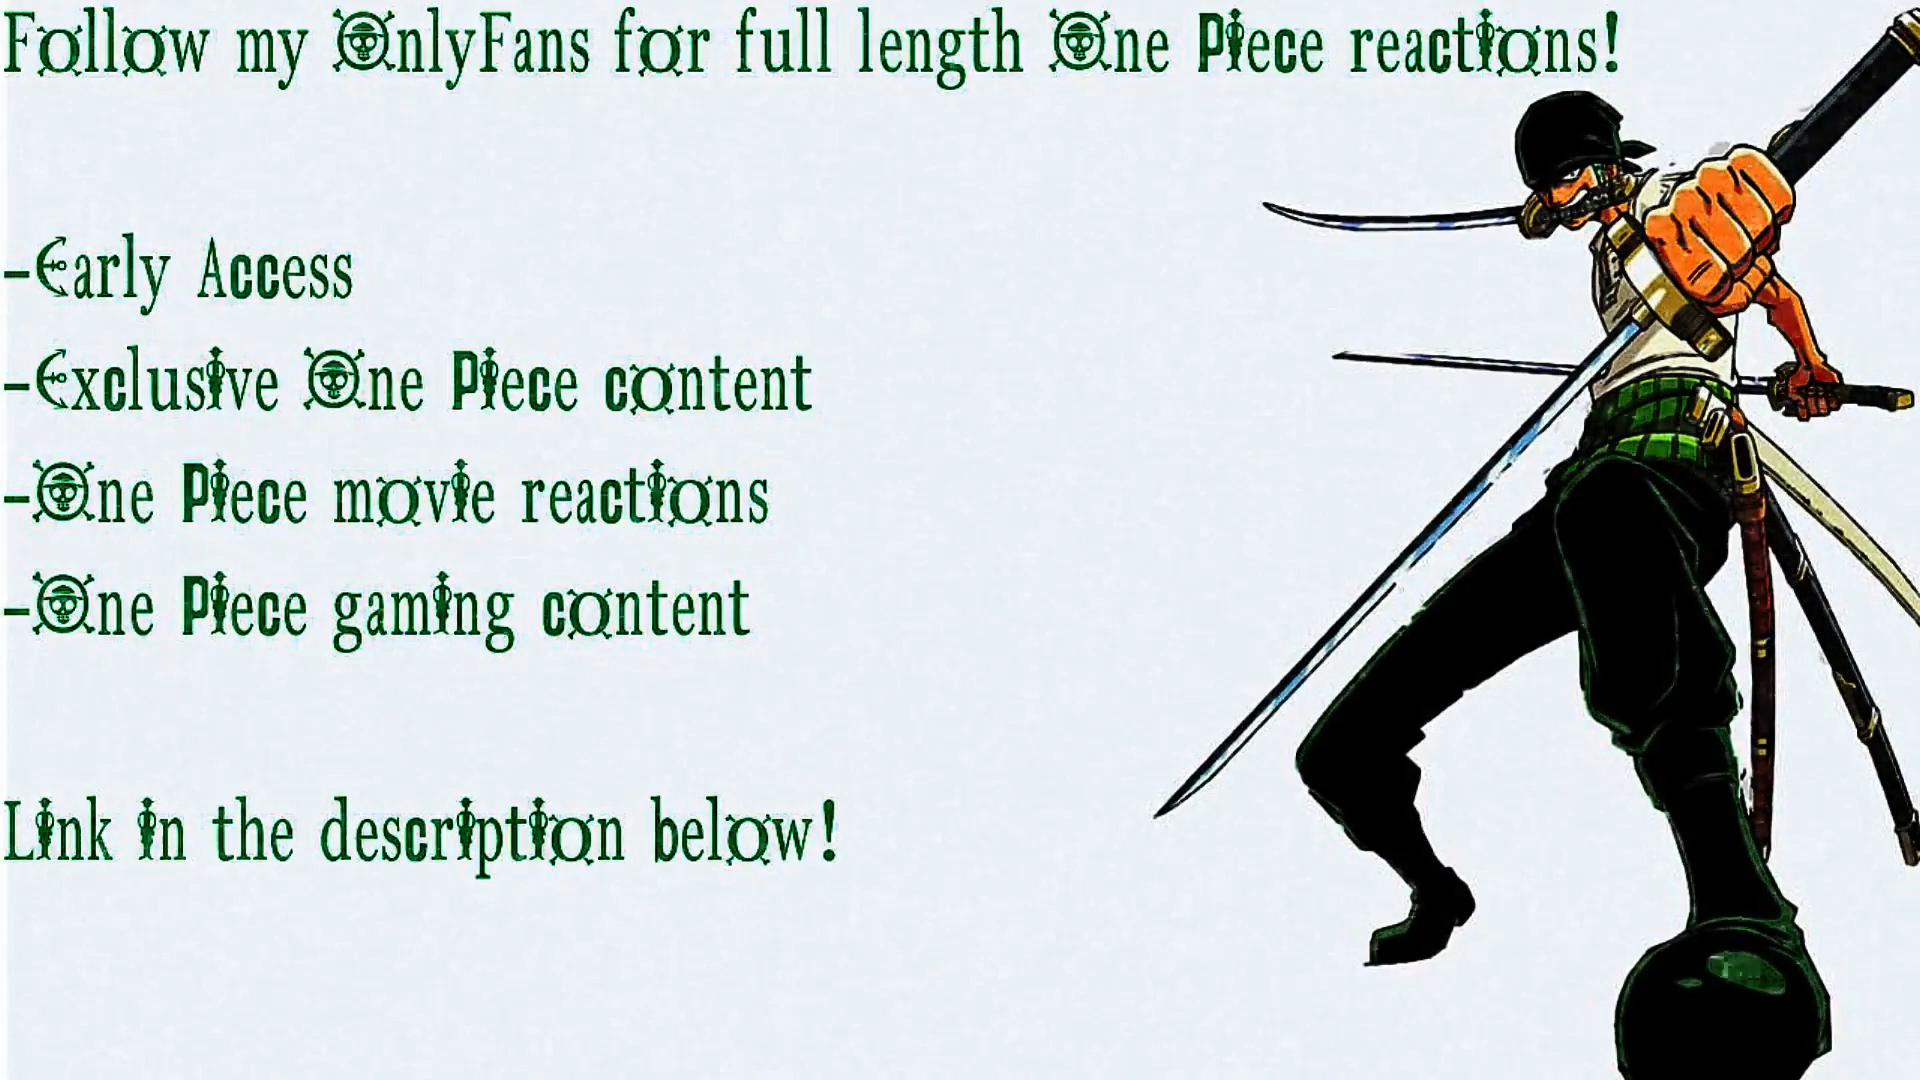 Follow my OnlyFans for full length One Piece reactions!
-Early Access
-Exclusive One Piece content
-One Piece movie reactions
-One Piece gaming content
Link in the description below!